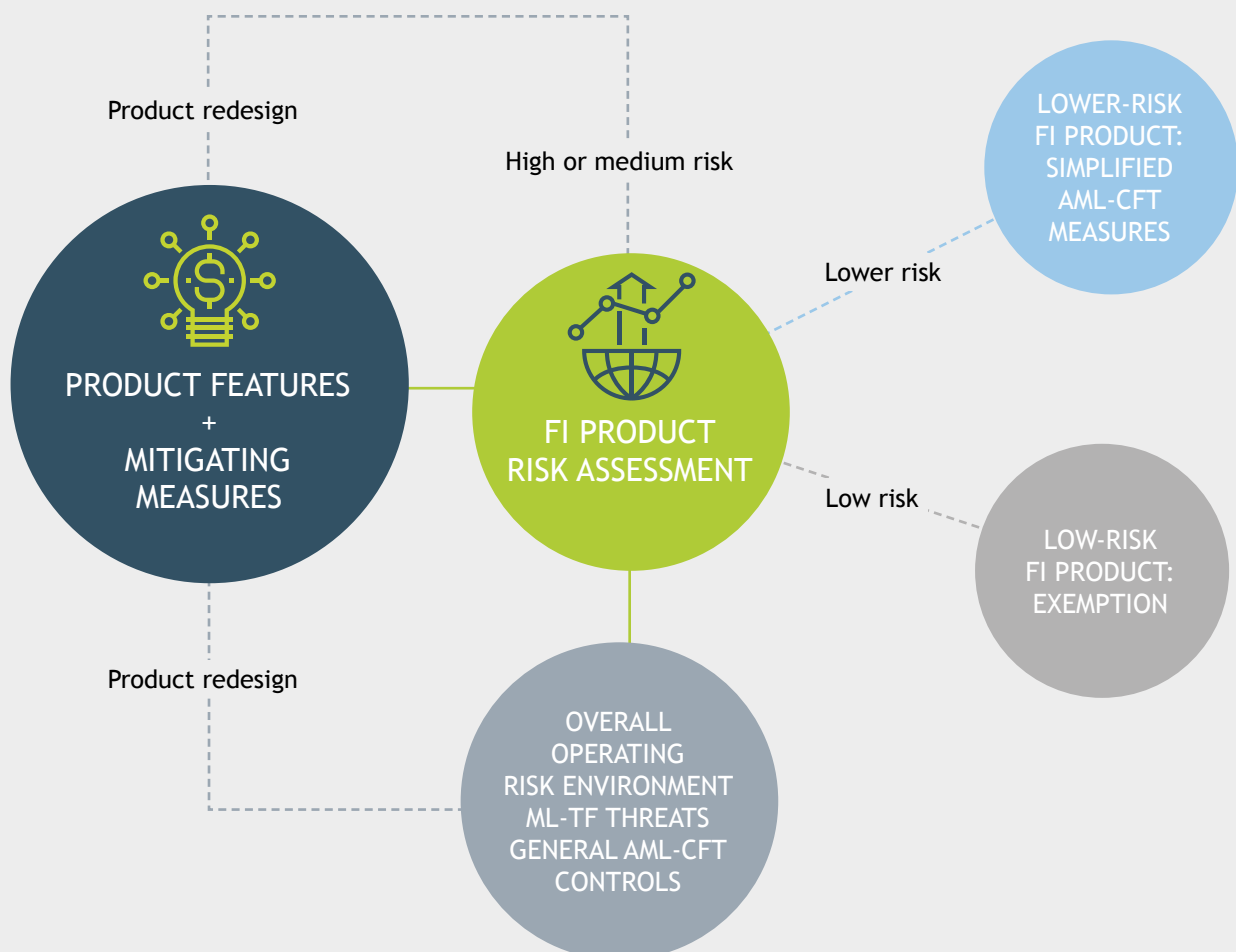 Product redesign
High or medium risk
LOWER-RISK
FI PRODUCT:
SIMPLIFIED
AML-CFT
MEASURES
Lower risk
PRODUCT FEATURES
+
MITIGATING
MEASURES
FI PRODUCT
RISK ASSESSMENT
Low risk
LOW-RISK
FI PRODUCT:
EXEMPTION
Product redesign
OVERALL
OPERATING
RISK ENVIRONMENT
ML-TF THREATS
GENERAL AML-CFT
CONTROLS